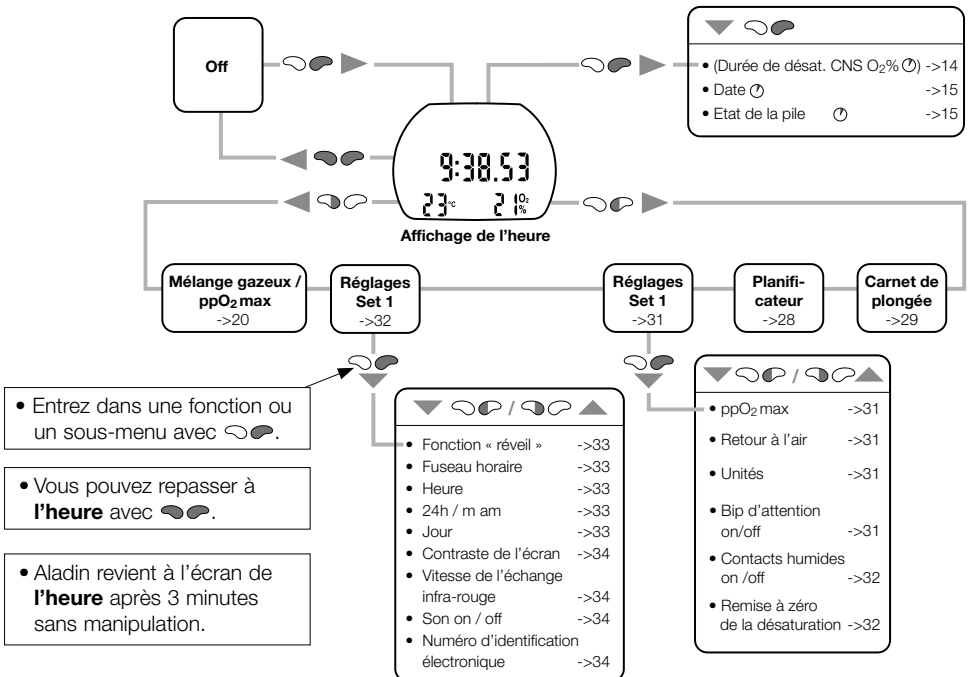 Off
• (Durée de désat. CNS O₂%) ->14
• Date ->15
• Etat de la pile ->15
9:38.53
23°C 21 O₂%
Affichage de l'heure
Mélange gazeux /
ppO₂ max
->20
Réglages
Set 1
->32
Réglages
Set 1
->31
Planifi-
cateur
->28
Carnet de
plongée
->29
• Entrez dans une fonction ou
un sous-menu avec .
• Vous pouvez repasser à
l'heure avec .
• Aladin revient à l'écran de
l'heure après 3 minutes
sans manipulation.
/
• Fonction « réveil » ->33
• Fuseau horaire ->33
• Heure ->33
• 24h / m am ->33
• Jour ->33
• Contraste de l'écran ->34
• Vitesse de l'échange
infra-rouge ->34
• Son on / off ->34
• Numéro d'identification
électronique ->34
/
• ppO₂ max ->31
• Retour à l'air ->31
• Unités ->31
• Bip d'attention
on/off ->31
• Contacts humides
on /off ->32
• Remise à zéro
de la désaturation ->32